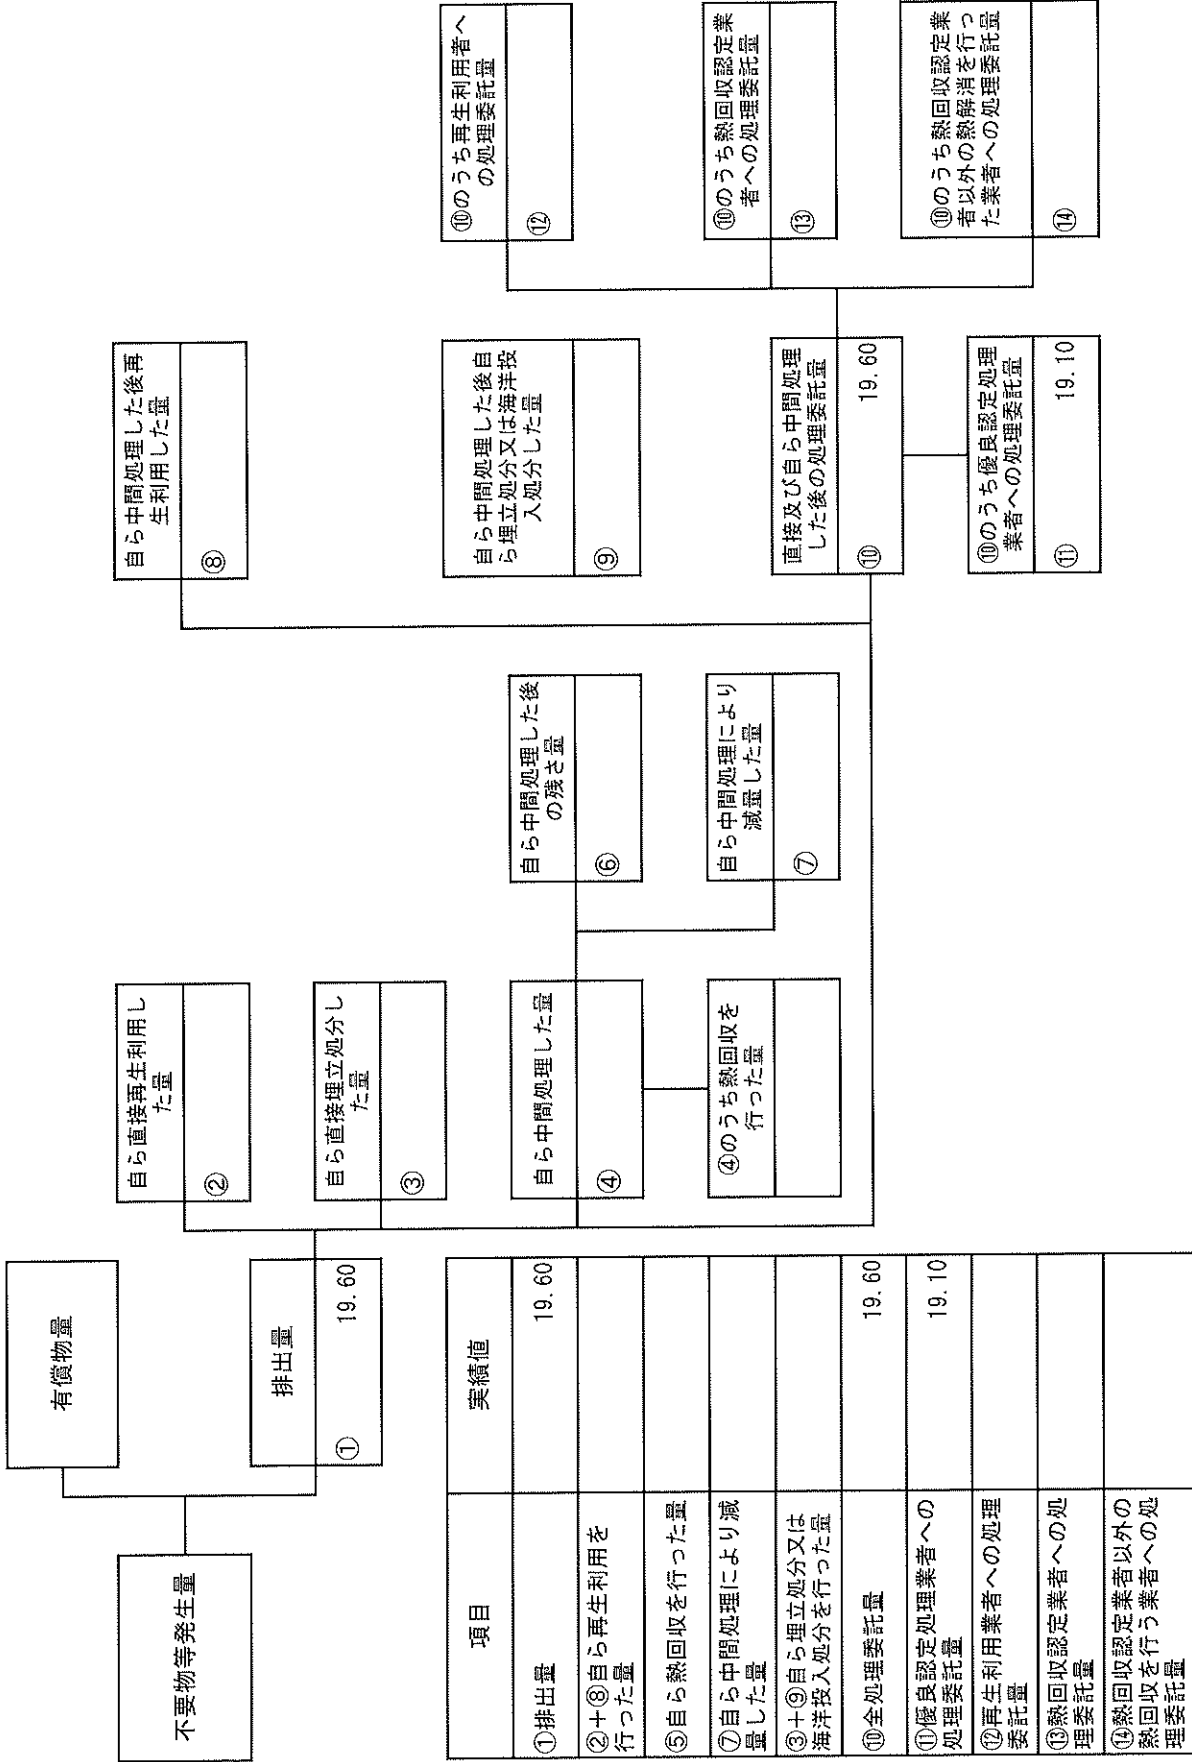 不要物等発生量
有償物量
排出量
①
19.60
自ら直接再生利用し
た量
②
自ら直接埋立処分し
た量
③
自ら中間処理した量
④
④のうち熱回収を
行った量
自ら中間処理した後
の残さ量
⑥
自ら中間処理により
減量した量
⑦
自ら中間処理した後再
生利用した量
⑧
自ら中間処理した後自
ら埋立処分又は海洋投
入処分した量
⑨
直接及び自ら中間処理
した後の処理委託量
⑩
19.60
⑩のうち優良認定処理
業者への処理委託量
⑪
19.10
⑩のうち再生利用者へ
の処理委託量
⑫
⑩のうち熱回収認定業
者への処理委託量
⑬
⑩のうち熱回収認定業
者以外の熱解消を行っ
た業者への処理委託量
⑭
項目
実績値
①排出量
19.60
②+⑧自ら再生利用を
行った量
⑤自ら熱回収を行った量
⑦自ら中間処理により減
量した量
③+⑨自ら埋立処分又は
海洋投入処分を行った量
⑩全処理委託量
19.60
⑪優良認定処理業者への
処理委託量
19.10
⑫再生利用業者への処理
委託量
⑬熱回収認定業者への処
理委託量
⑭熱回収認定業者以外の
熱回収を行う業者への処
理委託量